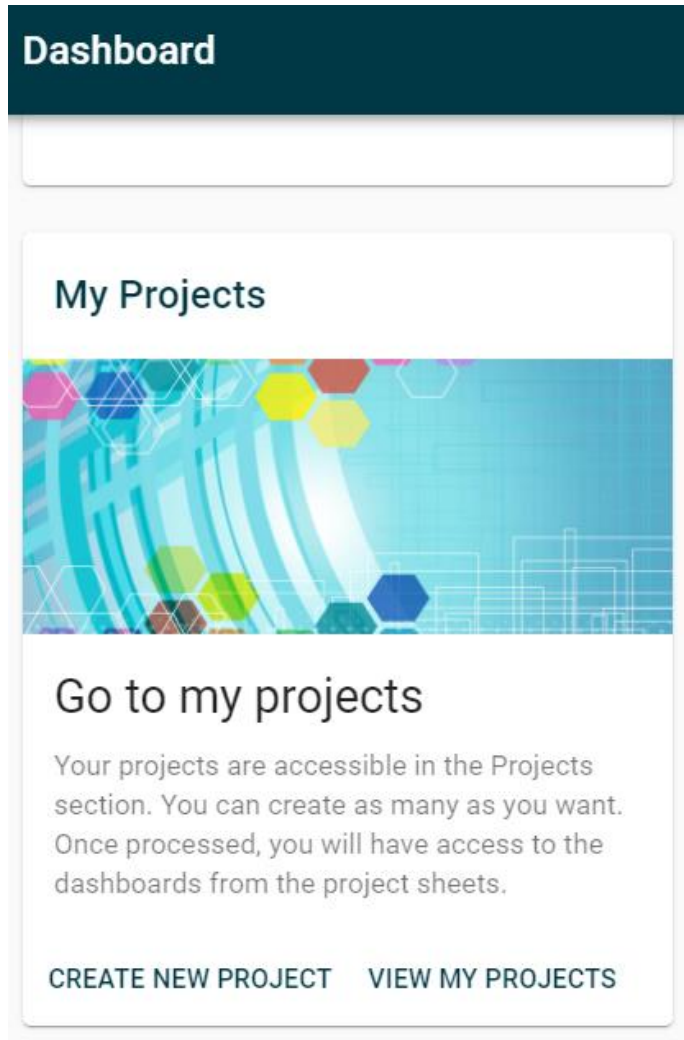 Dashboard
My Projects
Go to my projects
Your projects are accessible in the Projects
section. You can create as many as you want.
Once processed, you will have access to the
dashboards from the project sheets.
CREATE NEW PROJECT VIEW MY PROJECTS